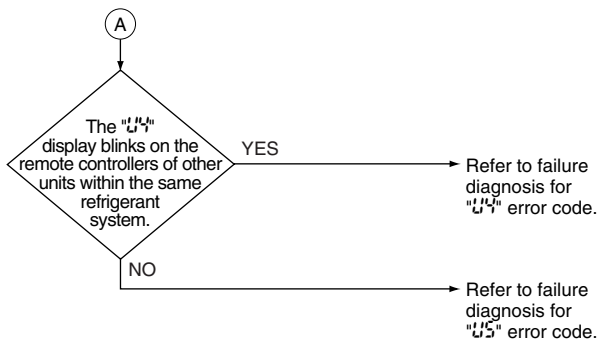 A
The "U4"
display blinks on the
remote controllers of other
units within the same
refrigerant
system.
YES
Refer to failure
diagnosis for
"U4" error code.
NO
Refer to failure
diagnosis for
"U5" error code.